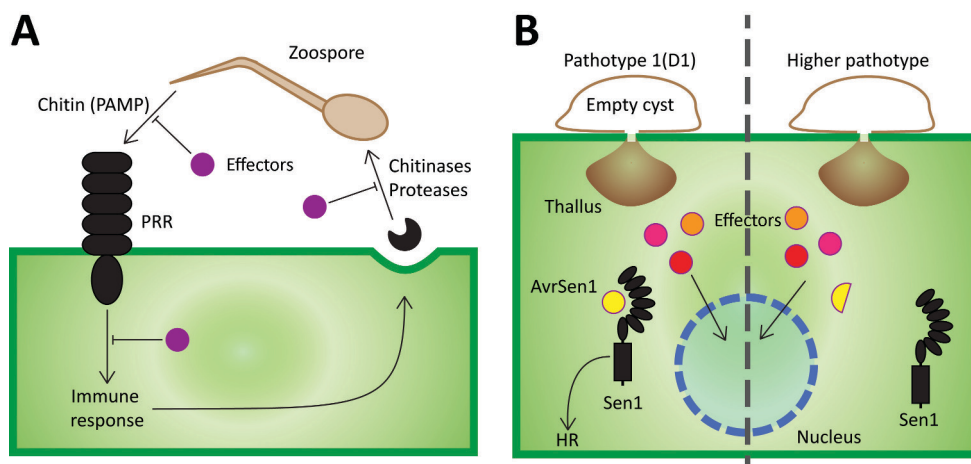 A
Zoospore
Chitin (PAMP)
Effectors
Chitinases
Proteases
PRR
Immune
response
B
Pathotype 1(D1)
Higher pathotype
Empty cyst
Thallus
Effectors
AvrSen1
Sen1
Sen1
HR
Nucleus